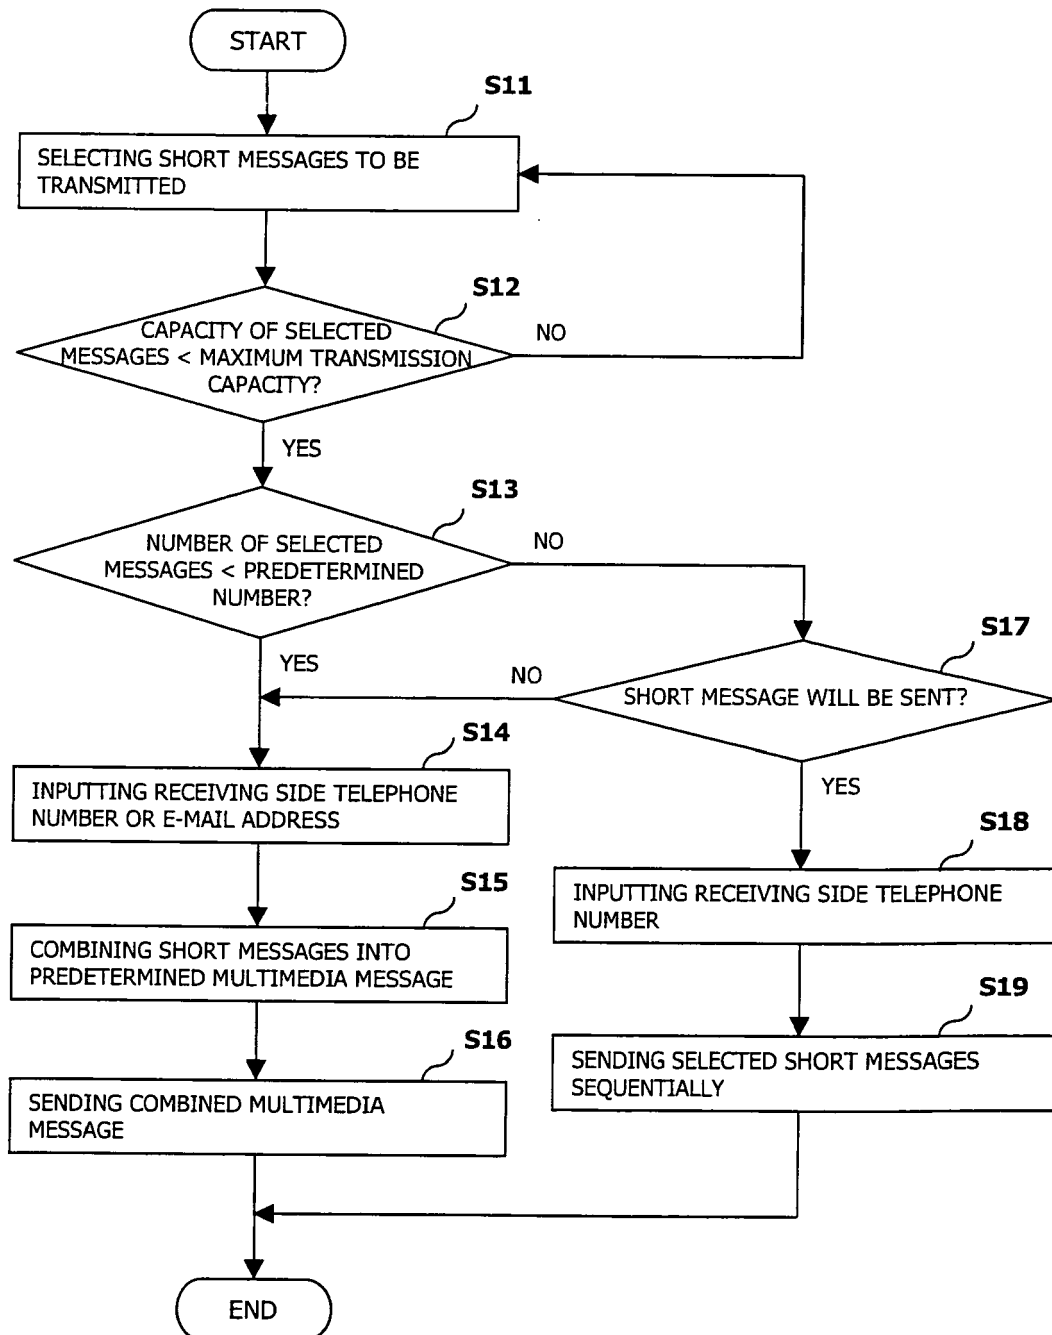 START
S11
SELECTING SHORT MESSAGES TO BE
TRANSMITTED
S12
CAPACITY OF SELECTED
MESSAGES < MAXIMUM TRANSMISSION
CAPACITY?
NO
YES
S13
NUMBER OF SELECTED
MESSAGES < PREDETERMINED
NUMBER?
NO
YES
S17
SHORT MESSAGE WILL BE SENT?
NO
YES
S14
INPUTTING RECEIVING SIDE TELEPHONE
NUMBER OR E-MAIL ADDRESS
S15
COMBINING SHORT MESSAGES INTO
PREDETERMINED MULTIMEDIA MESSAGE
S16
SENDING COMBINED MULTIMEDIA
MESSAGE
S18
INPUTTING RECEIVING SIDE TELEPHONE
NUMBER
S19
SENDING SELECTED SHORT MESSAGES
SEQUENTIALLY
END